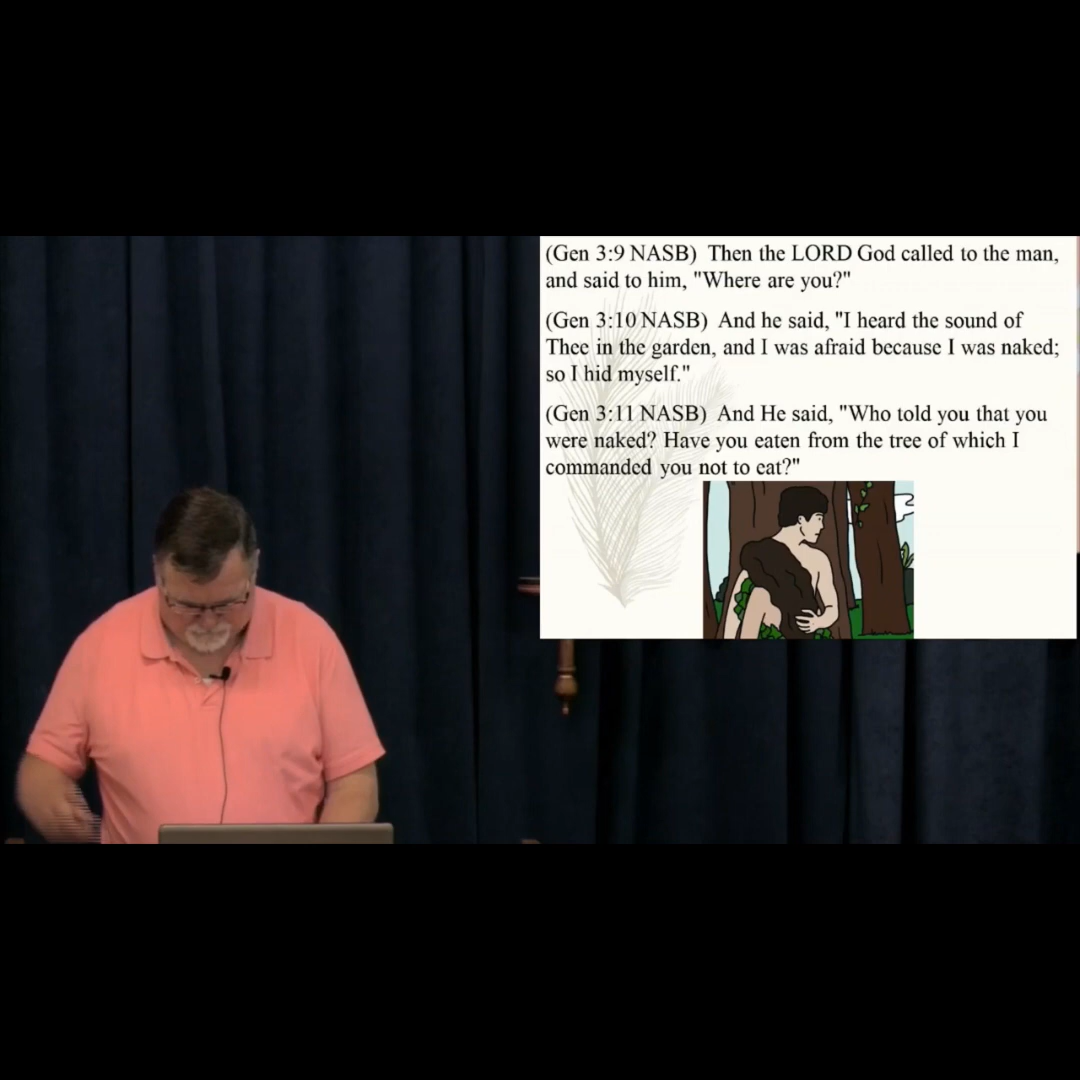 (Gen 3:9 NASB) Then the LORD God called to the man,
and said to him, "Where are you?"
(Gen 3:10 NASB) And he said, "I heard the sound of
Thee in the garden, and I was afraid because I was naked;
so I hid myself."
(Gen 3:11 NASB) And He said, "Who told you that you
were naked? Have you eaten from the tree of which I
commanded you not to eat?"